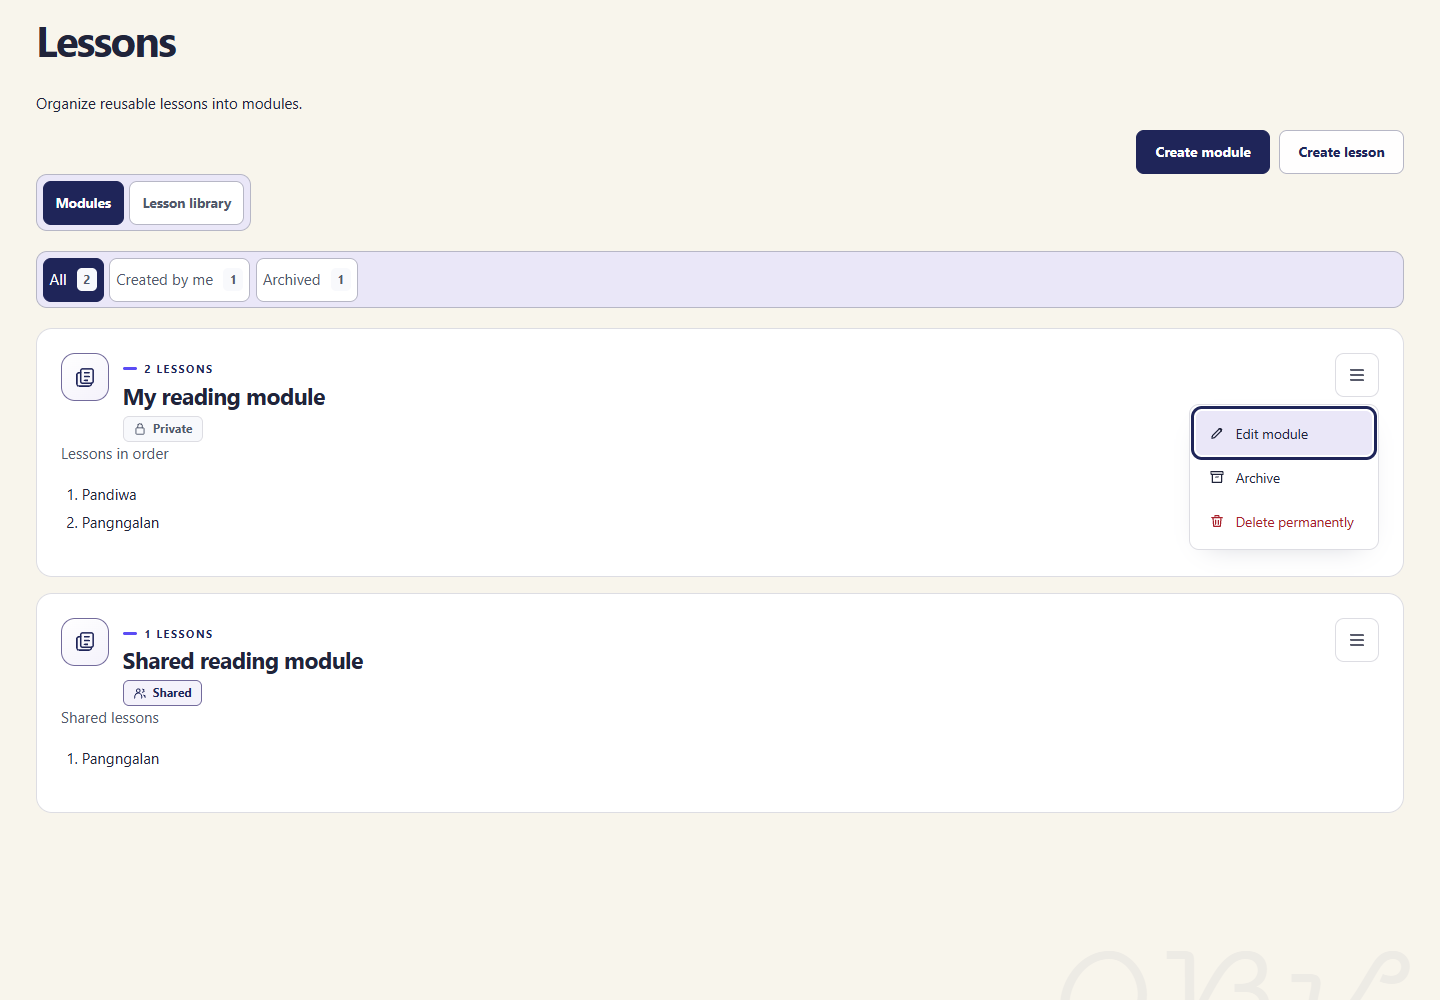 Lessons
Organize reusable lessons into modules.
Create module
Create lesson
Modules
Lesson library
All 2
Created by me 1
Archived 1
2 LESSONS
My reading module
Private
Lessons in order
1. Pandiwa
2. Pangngalan
Edit module
Archive
Delete permanently
1 LESSONS
Shared reading module
Shared
Shared lessons
1. Pangngalan